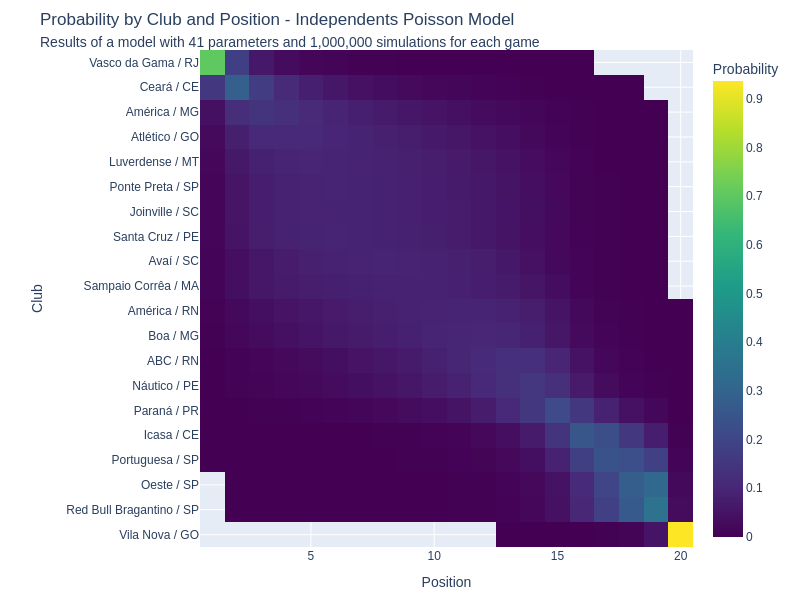 Probability by Club and Position - Independents Poisson Model
Results of a model with 41 parameters and 1,000,000 simulations for each game
Club
Vasco da Gama / RJ
Ceará / CE
América / MG
Atlético / GO
Luverdense / MT
Ponte Preta / SP
Joinville / SC
Santa Cruz / PE
Avaí / SC
Sampaio Corrêa / MA
América / RN
Boa / MG
ABC / RN
Náutico / PE
Paraná / PR
Icasa / CE
Portuguesa / SP
Oeste / SP
Red Bull Bragantino / SP
Vila Nova / GO
5 10 15 20
Position
Probability
0.9
0.8
0.7
0.6
0.5
0.4
0.3
0.2
0.1
0